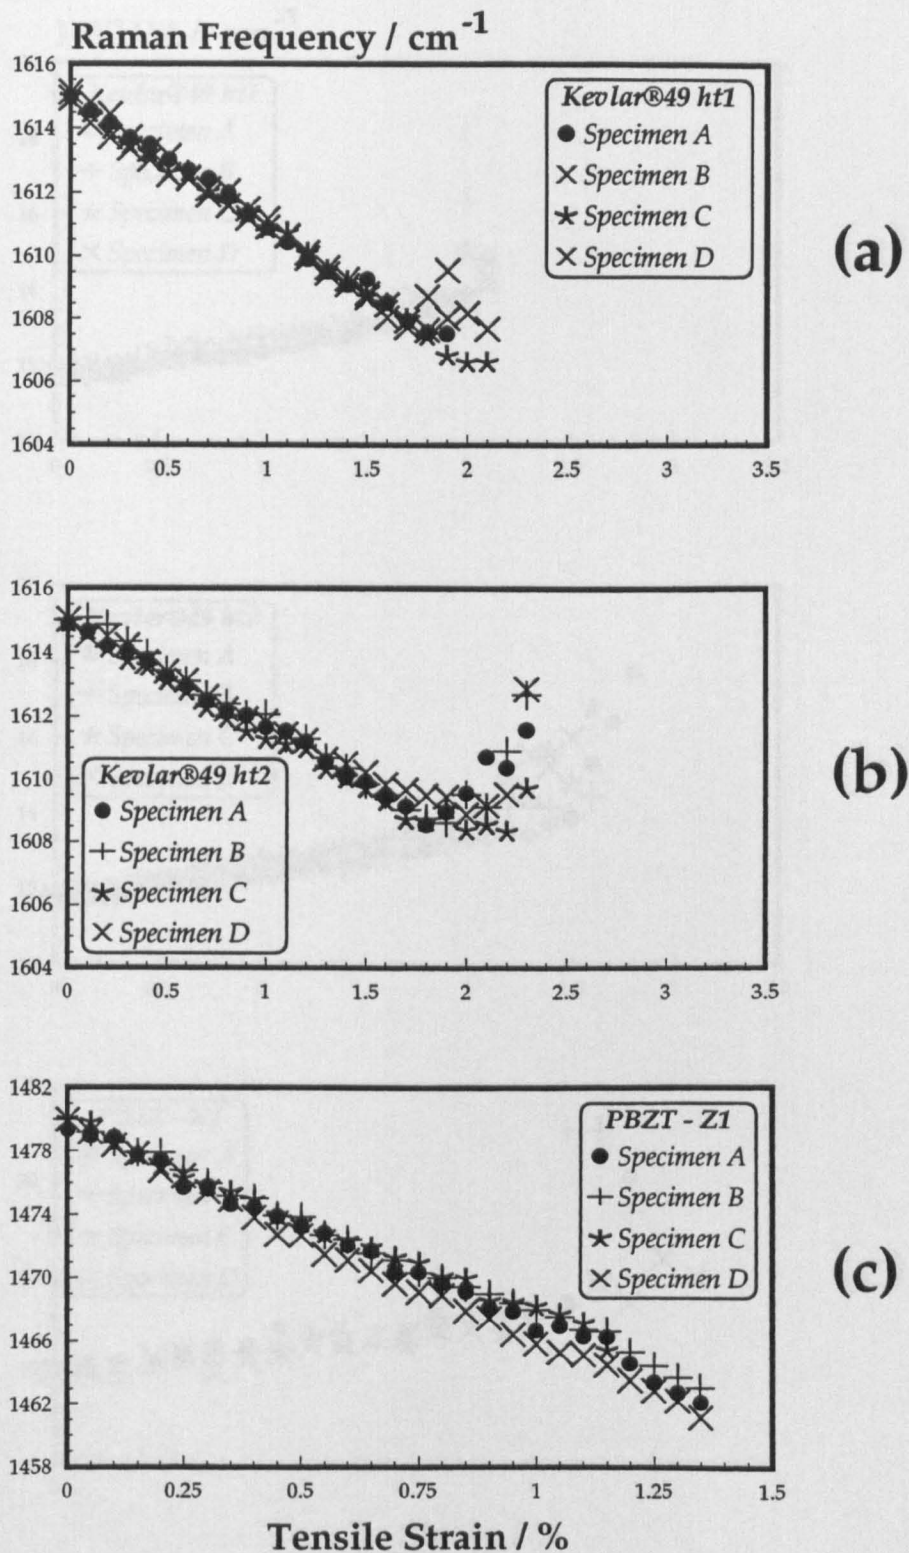 Raman Frequency / cm⁻¹
1616
1614
1612
1610
1608
1606
1604
0 0.5 1 1.5 2 2.5 3 3.5
Kevlar®49 ht1
Specimen A
Specimen B
Specimen C
Specimen D
(a)
1616
1614
1612
1610
1608
1606
1604
0 0.5 1 1.5 2 2.5 3 3.5
Kevlar®49 ht2
Specimen A
Specimen B
Specimen C
Specimen D
(b)
1482
1478
1474
1470
1466
1462
1458
0 0.25 0.5 0.75 1 1.25 1.5
PBZT - Z1
Specimen A
Specimen B
Specimen C
Specimen D
(c)
Tensile Strain / %